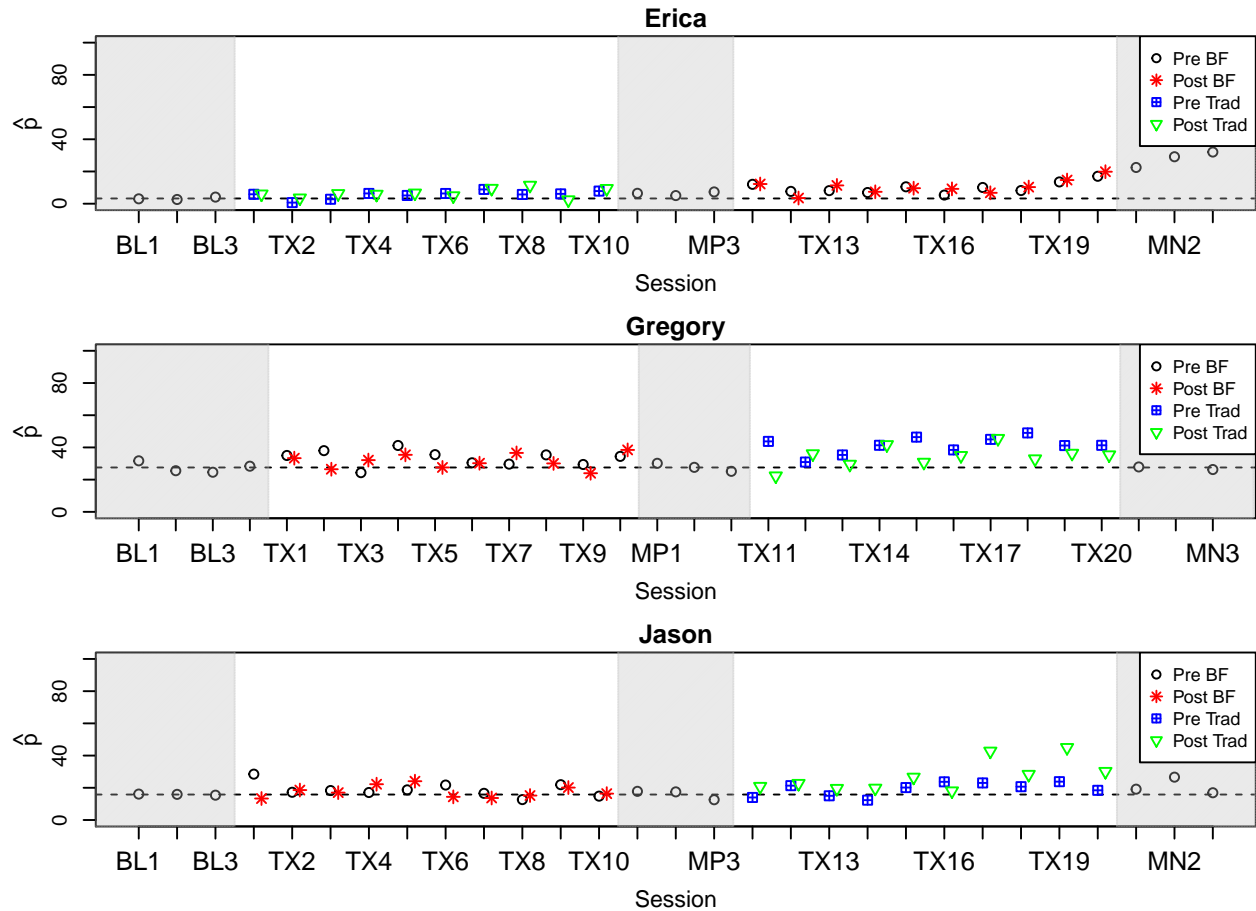 Erica
80
40
0
p̂
Pre BF
Post BF
Pre Trad
Post Trad
BL1 BL3 TX2 TX4 TX6 TX8 TX10 MP3 TX13 TX16 TX19 MN2
Session
Gregory
80
40
0
p̂
Pre BF
Post BF
Pre Trad
Post Trad
BL1 BL3 TX1 TX3 TX5 TX7 TX9 MP1 TX11 TX14 TX17 TX20 MN3
Session
Jason
80
40
0
p̂
Pre BF
Post BF
Pre Trad
Post Trad
BL1 BL3 TX2 TX4 TX6 TX8 TX10 MP3 TX13 TX16 TX19 MN2
Session